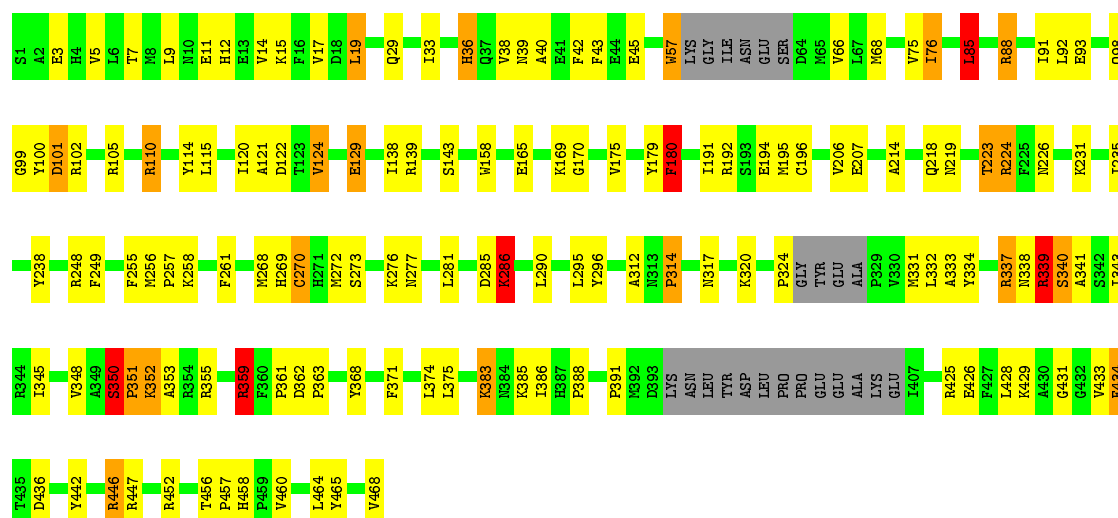 S1 A2 E3 H4 V5 L6 T7 M8 L9 N10 E11 H12 E13 V14 K15 F16 V17 D18 L19 Q29 I33 H36 Q37 V38 N39 A40 E41 F42 F43 E44 E45 W57 LYS GLY ILE ASN GLU SER D64 M65 V66 L67 M68 V75 I76 L85 R88 I91 L92 E93 Q98
G99 Y100 D101 R102 R105 R110 Y114 L115 I120 A121 D122 T123 V124 E129 I138 R139 S143 W158 E165 K169 G170 V175 Y179 F180 I191 R192 S193 E194 M195 C196 V206 E207 A214 Q218 N219 T223 R224 F225 N226 K231
Y238 R248 F249 F255 M256 P257 K258 F261 M268 H269 C270 H271 M272 S273 K276 N277 L281 D285 K286 L290 L295 Y296 A312 N313 P314 N317 K320 P324 GLY TYR GLU ALA P329 V330 M331 L332 A333 Y334 R337 N338 R339 S340 A341 S342
R344 I345 V348 A349 S350 P351 K352 A353 R354 R355 R359 F360 P361 D362 P363 Y368 F371 L374 L375 K383 N384 K385 I386 H387 P388 P391 M392 D393 LYS ASN LEU TYR ASP LEU PRO PRO GLU GLU ALA LYS GLU I407 R425 E426 F427 L428 K429 A430 G431 G432 V433
T435 D436 Y442 R446 R447 R452 T456 P457 H458 P459 V460 L464 Y465 V468